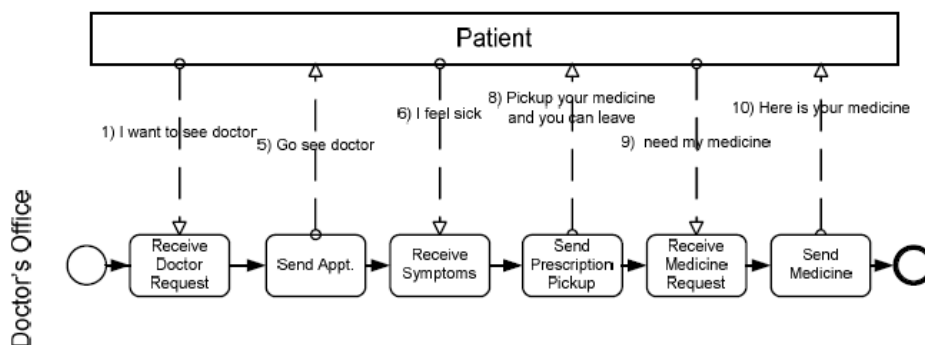 Patient
1) I want to see doctor
5) Go see doctor
6) I feel sick
8) Pickup your medicine
and you can leave
9) need my medicine
10) Here is your medicine
Doctor's Office
Receive
Doctor
Request
Send Appt.
Receive
Symptoms
Send
Prescription
Pickup
Receive
Medicine
Request
Send
Medicine